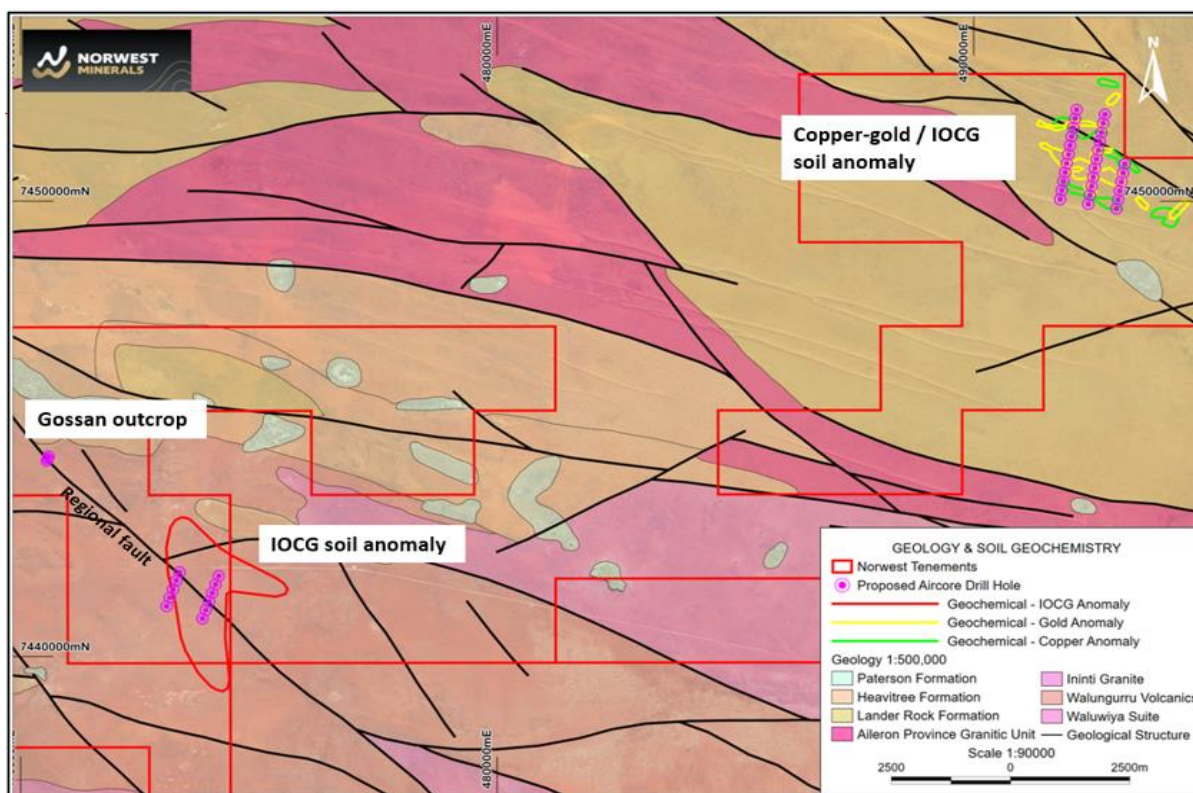 NORWEST
MINERALS
480000mE
490000mE
N
Copper-gold / IOCG
soil anomaly
7450000mN
7450000mN
Gossan outcrop
Regional fault
IOCG soil anomaly
7440000mN
480000mE
GEOLOGY & SOIL GEOCHEMISTRY
Norwest Tenements
Proposed Aircore Drill Hole
Geochemical - IOCG Anomaly
Geochemical - Gold Anomaly
Geochemical - Copper Anomaly
Geology 1:500,000
Paterson Formation
Heavitree Formation
Lander Rock Formation
Aileron Province Granitic Unit
Ininti Granite
Walungurru Volcanics
Waluwiya Suite
Geological Structure
Scale 1:90000
2500 0 2500m